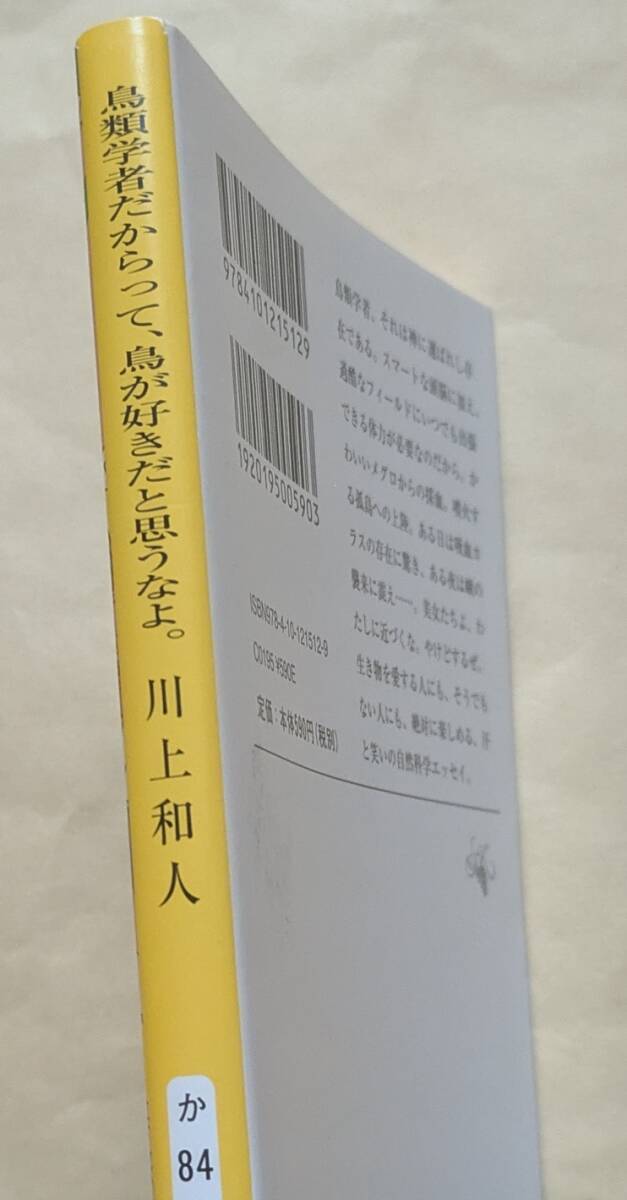 鳥類学者だからって、鳥が好きだと思うなよ。 川上和人
か
84
9784101215129
1920195005903
ISBN978-4-10-121512-9
C0195 ¥590E
定価：本体590円（税別）
鳥類学者。それは神に選ばれし存
在である。スマートな頭脳に加え、
過酷なフィールドにいつでも出張
できる体力が必要なのだから。か
わいいメグロからの採血。噴火す
る孤島への上陸。ある日は吸血カ
ラスの存在に驚き、ある夜は蛾の
襲来に震え……。美女たちよ、わ
たしに近づくな。やけどするぜ。
生き物を愛する人にも、そうでも
ない人にも、絶対に楽しめる、汗
と笑いの自然科学エッセイ。